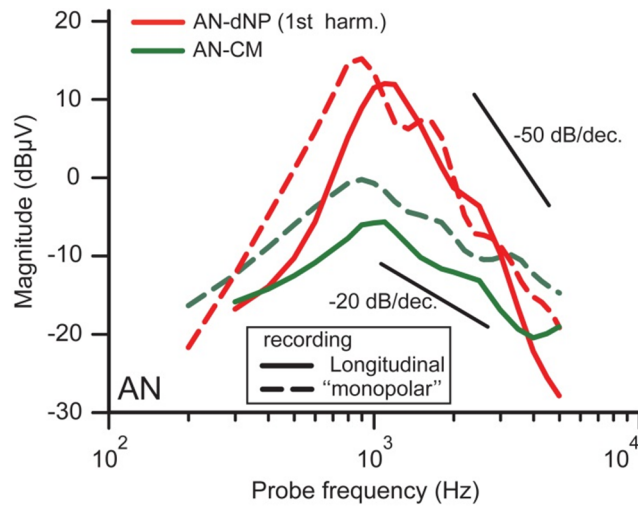 20
10
0
-10
-20
-30
Magnitude (dBμV)
AN-dNP (1st harm.)
AN-CM
-50 dB/dec.
-20 dB/dec.
recording
Longitudinal
“monopolar”
AN
10²
10³
10⁴
Probe frequency (Hz)